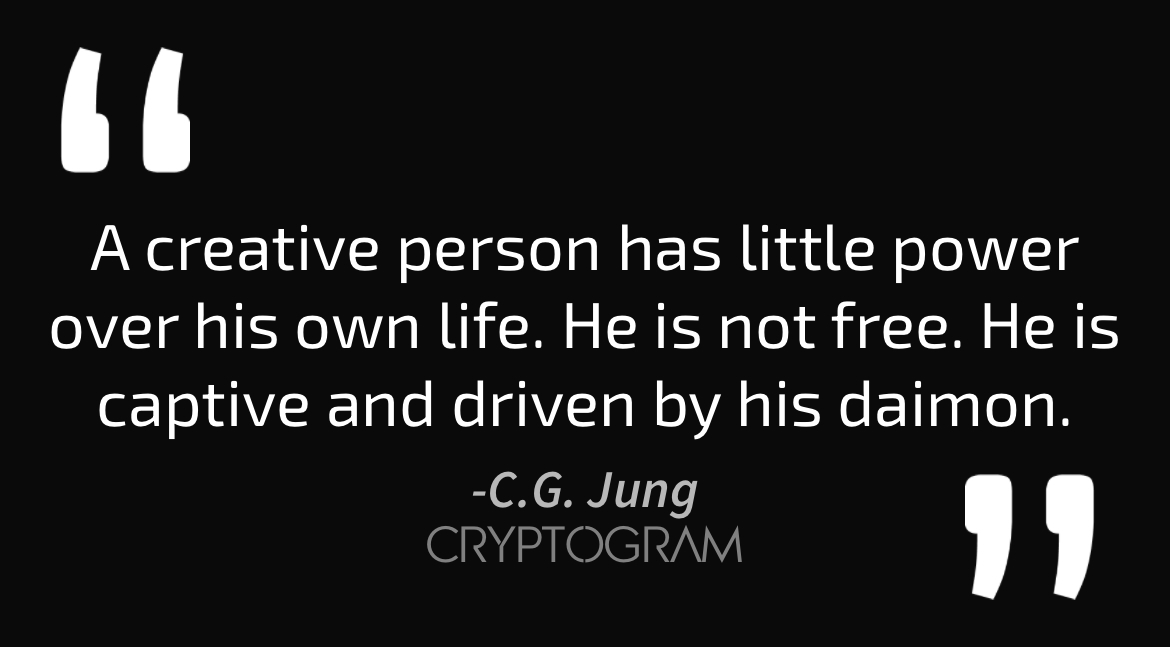 “
A creative person has little power
over his own life. He is not free. He is
captive and driven by his daimon.
-C.G. Jung
CRYPTOGRAM
”